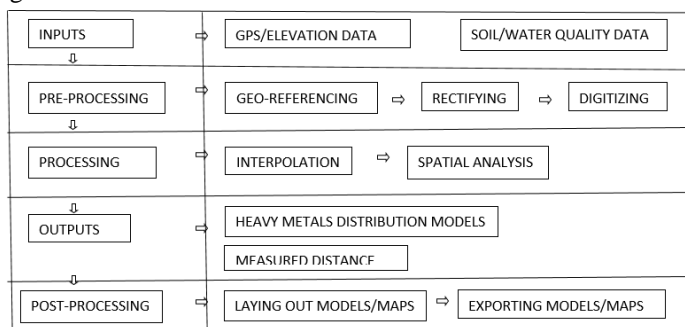 INPUTS ⇨ GPS/ELEVATION DATA SOIL/WATER QUALITY DATA
⇩
PRE-PROCESSING ⇨ GEO-REFERENCING ⇨ RECTIFYING ⇨ DIGITIZING
⇩
PROCESSING ⇨ INTERPOLATION ⇨ SPATIAL ANALYSIS
⇩
OUTPUTS ⇨ HEAVY METALS DISTRIBUTION MODELS
MEASURED DISTANCE
⇩
POST-PROCESSING ⇨ LAYING OUT MODELS/MAPS ⇨ EXPORTING MODELS/MAPS